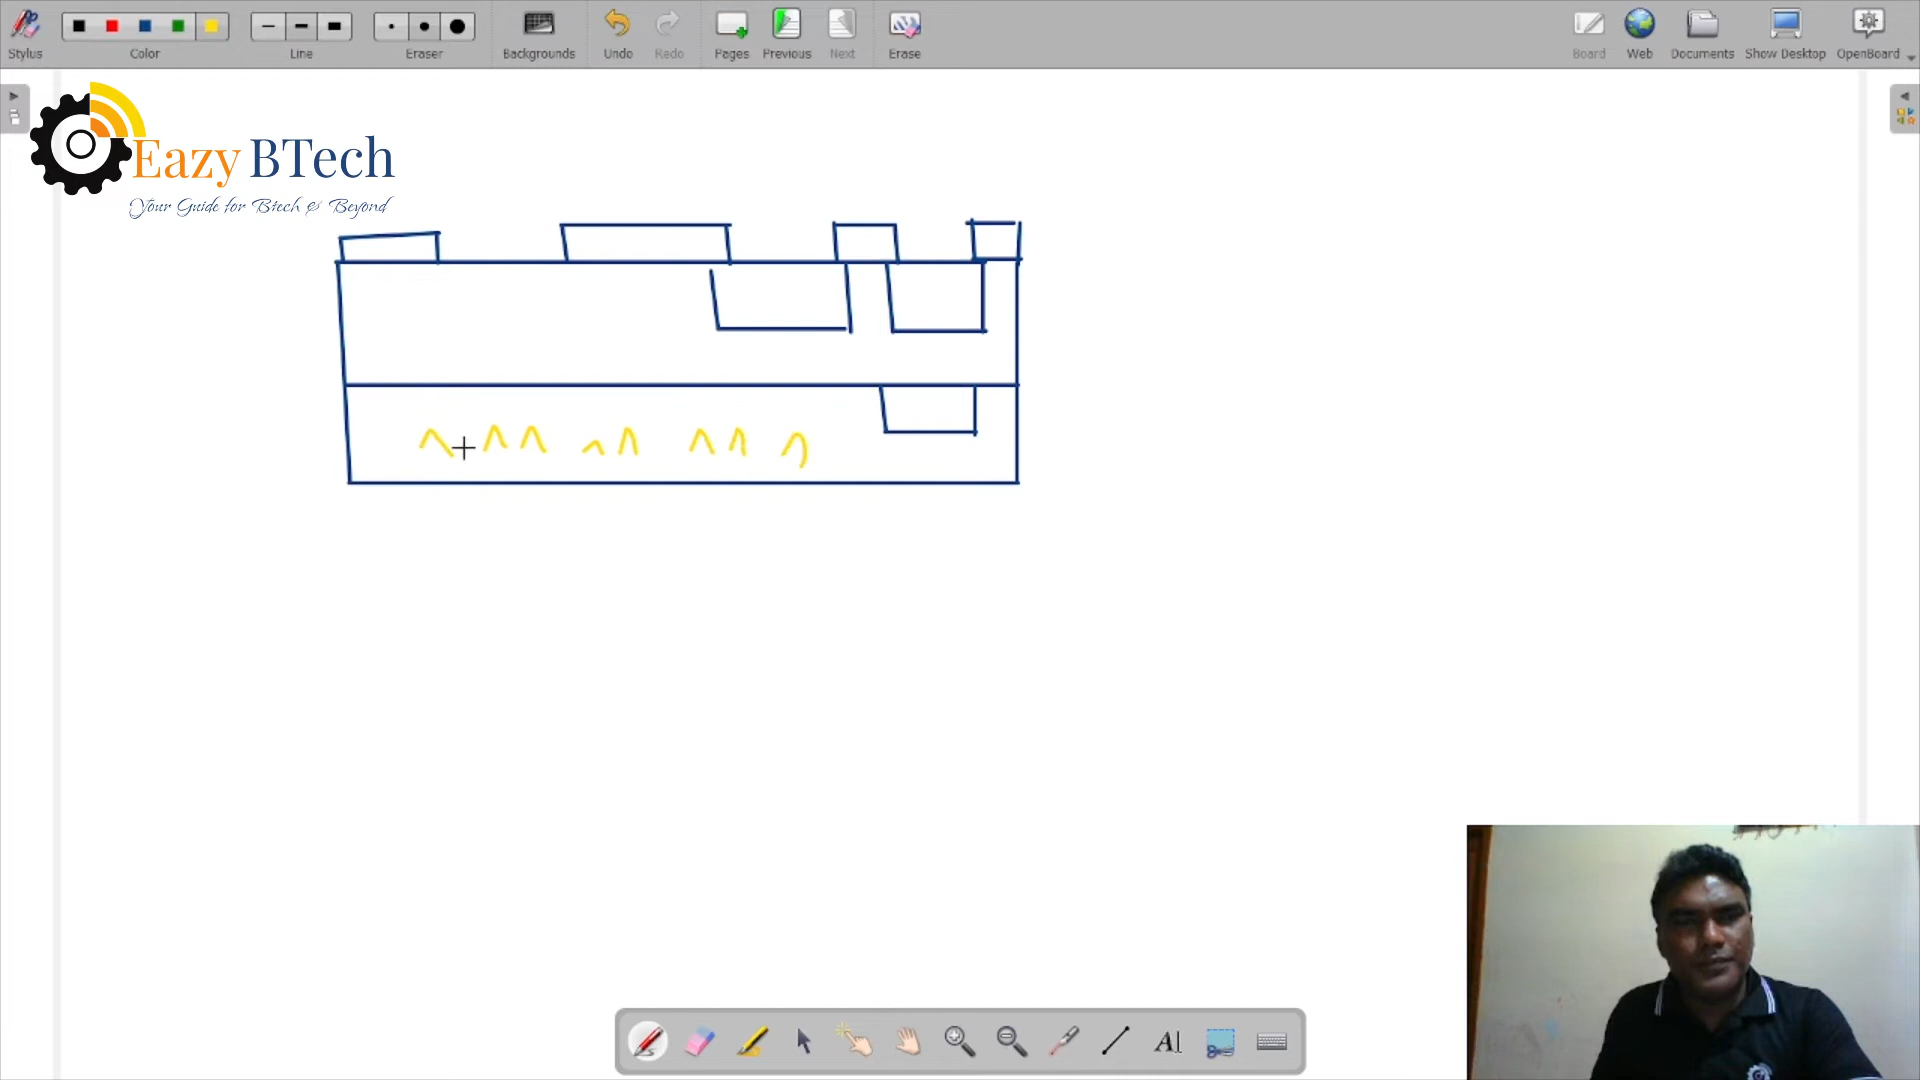 Stylus
Color
Line
Eraser
Backgrounds
Undo
Redo
Pages
Previous
Next
Erase
Board
Web
Documents
Show Desktop
OpenBoard
Eazy BTech
Your Guide for Btech & Beyond
A